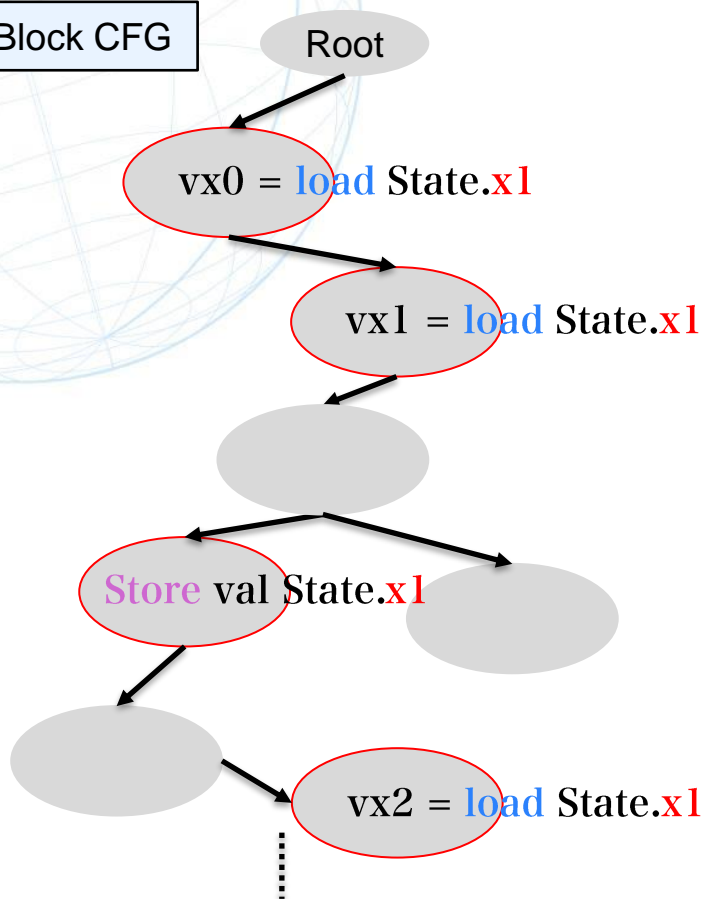 Block CFG
Root
vx0 = load State.x1
vx1 = load State.x1
Store val State.x1
vx2 = load State.x1